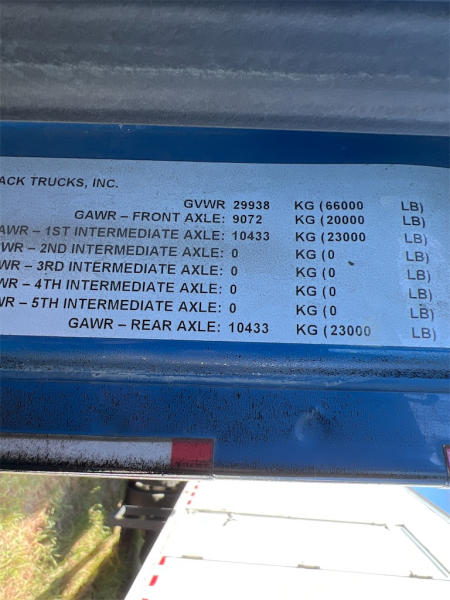 ACK TRUCKS, INC.
GVWR 29938 KG (66000 LB)
GAWR – FRONT AXLE: 9072 KG (20000 LB)
GAWR – 1ST INTERMEDIATE AXLE: 10433 KG (23000 LB)
WR – 2ND INTERMEDIATE AXLE: 0 KG (0 LB)
WR – 3RD INTERMEDIATE AXLE: 0 KG (0 LB)
WR – 4TH INTERMEDIATE AXLE: 0 KG (0 LB)
WR – 5TH INTERMEDIATE AXLE: 0 KG (0 LB)
GAWR – REAR AXLE: 10433 KG (23000 LB)